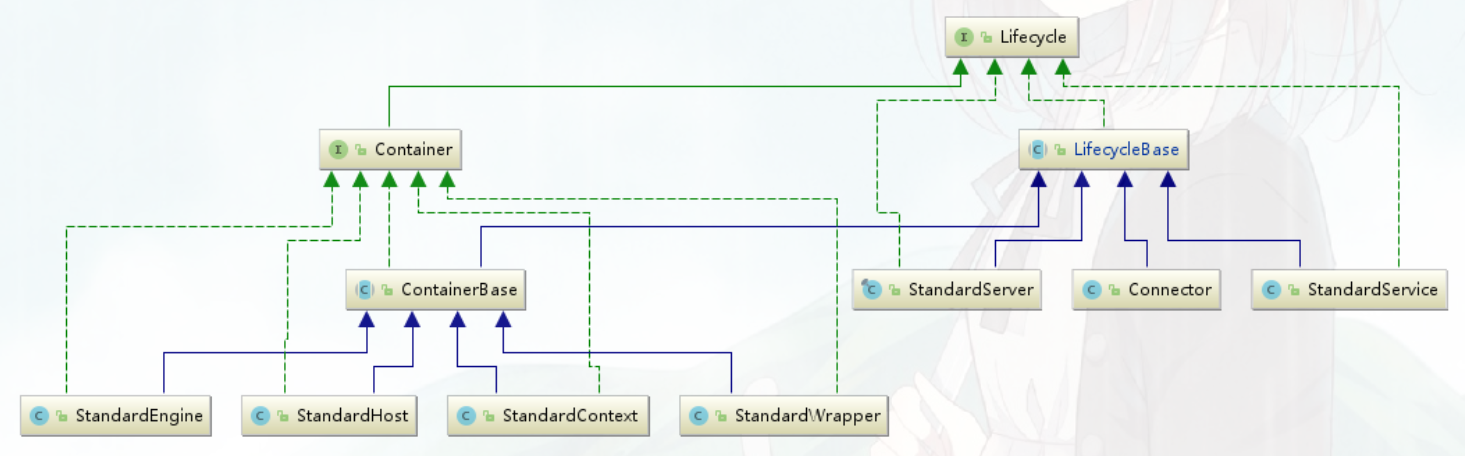 Lifecycle
Container
LifecycleBase
ContainerBase
StandardServer
Connector
StandardService
StandardEngine
StandardHost
StandardContext
StandardWrapper